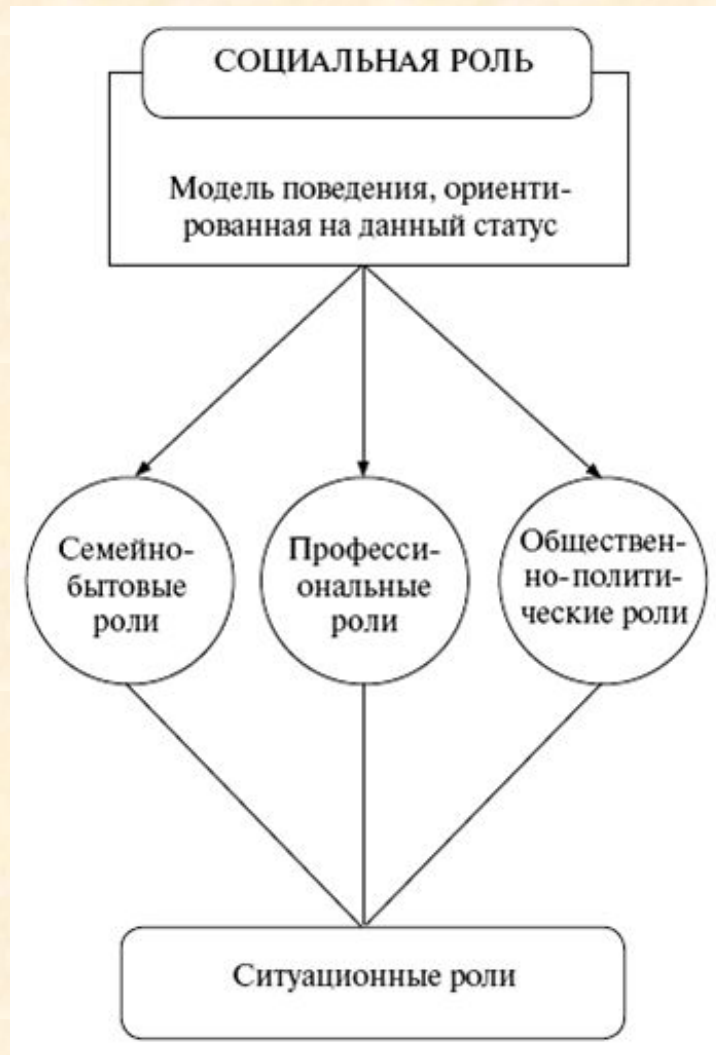 СОЦИАЛЬНАЯ РОЛЬ
Модель поведения, ориенти-
рованная на данный статус
Семейно-
бытовые
роли
Професси-
ональные
роли
Обществен-
но-полити-
ческие роли
Ситуационные роли